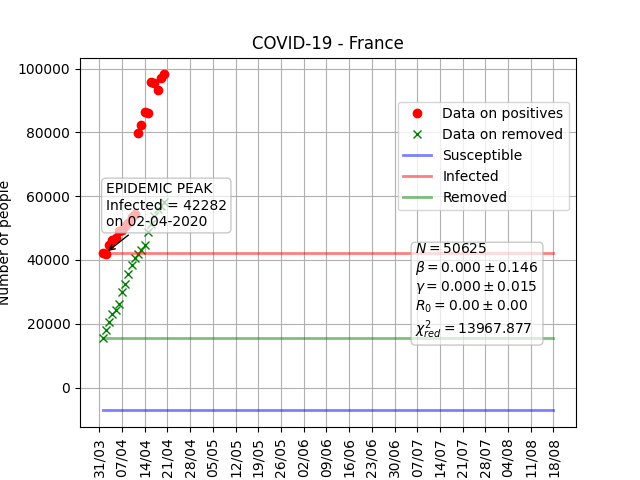 COVID-19 - France
Number of people
100000
80000
60000
40000
20000
0
Data on positives
Data on removed
Susceptible
Infected
Removed
EPIDEMIC PEAK
Infected = 42282
on 02-04-2020
N = 50625
β = 0.000 ± 0.146
γ = 0.000 ± 0.015
R₀ = 0.00 ± 0.00
χ²red = 13967.877
31/03
07/04
14/04
21/04
28/04
05/05
12/05
19/05
26/05
02/06
09/06
16/06
23/06
30/06
07/07
14/07
21/07
28/07
04/08
11/08
18/08